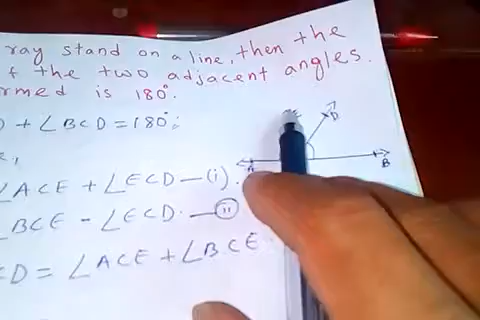 ray stand on a line, then the
the two adjacent angles.
rmed is 180°.
+ ∠BCD = 180°.
∠ACE + ∠ECD — (i).
∠BCE - ∠ECD. — (ii)
CD = ∠ACE + ∠BCE
D
A
B